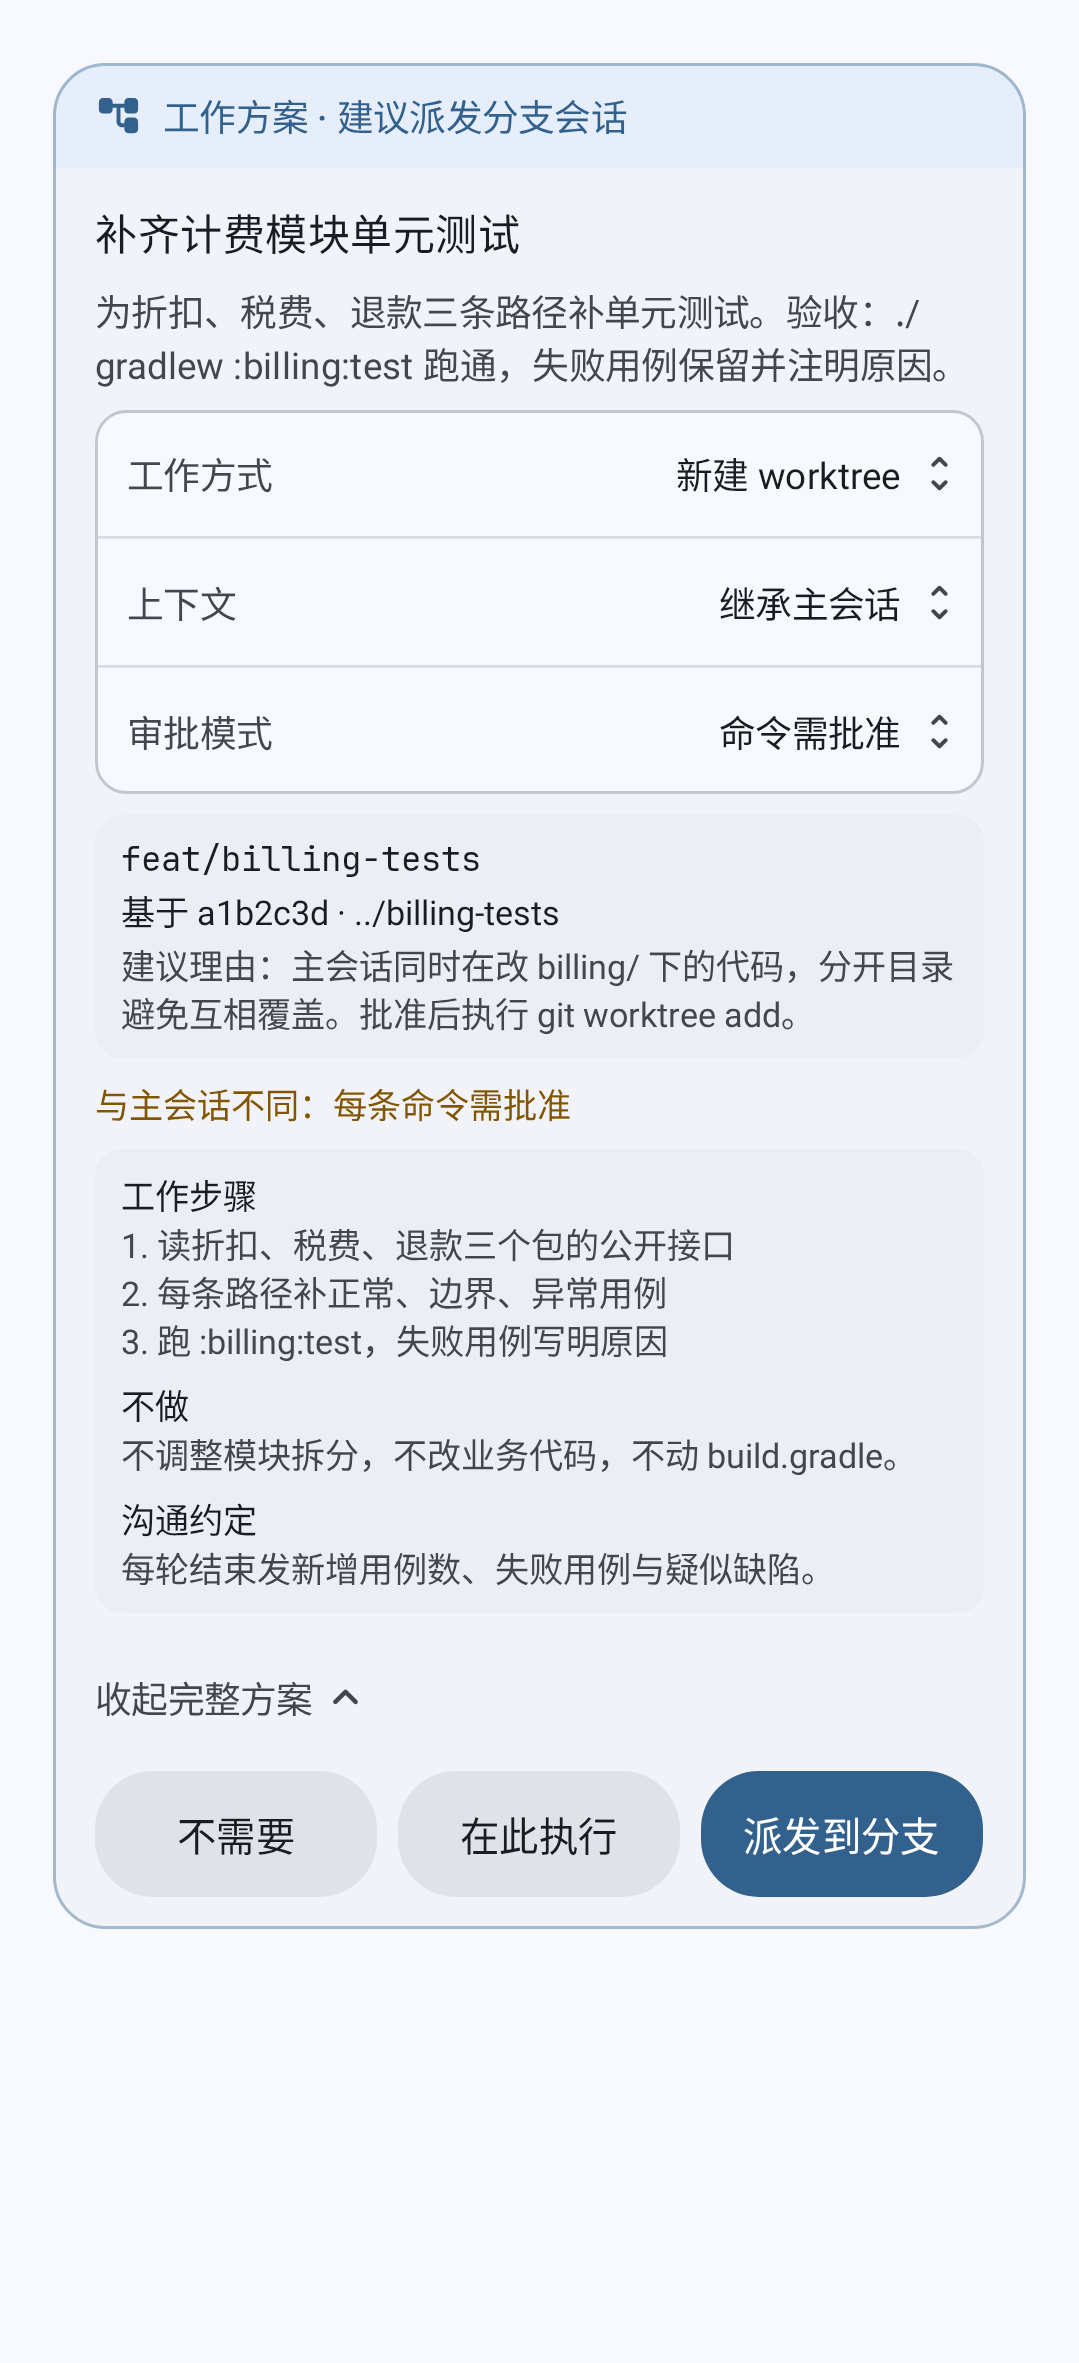 工作方案 · 建议派发分支会话
补齐计费模块单元测试
为折扣、税费、退款三条路径补单元测试。验收：./
gradlew :billing:test 跑通，失败用例保留并注明原因。
工作方式 新建 worktree
上下文 继承主会话
审批模式 命令需批准
feat/billing-tests
基于 a1b2c3d · ../billing-tests
建议理由：主会话同时在改 billing/ 下的代码，分开目录
避免互相覆盖。批准后执行 git worktree add。
与主会话不同：每条命令需批准
工作步骤
1. 读折扣、税费、退款三个包的公开接口
2. 每条路径补正常、边界、异常用例
3. 跑 :billing:test，失败用例写明原因
不做
不调整模块拆分，不改业务代码，不动 build.gradle。
沟通约定
每轮结束发新增用例数、失败用例与疑似缺陷。
收起完整方案
不需要 在此执行 派发到分支